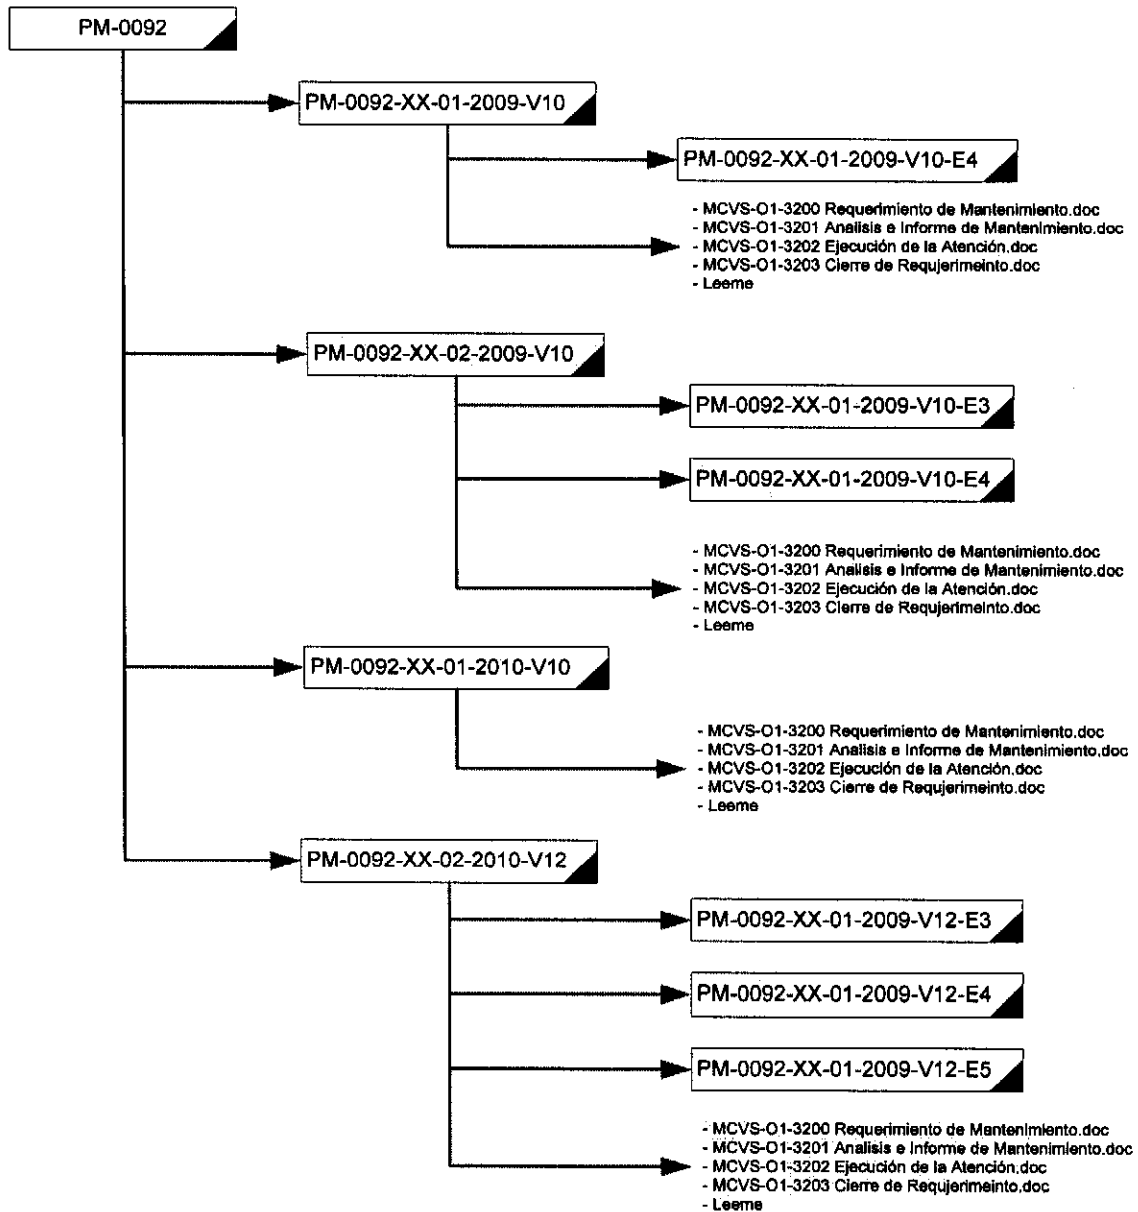 PM-0092
PM-0092-XX-01-2009-V10
PM-0092-XX-01-2009-V10-E4
- MCVS-O1-3200 Requerimiento de Mantenimiento.doc
- MCVS-O1-3201 Analisis e Informe de Mantenimiento.doc
- MCVS-O1-3202 Ejecución de la Atención.doc
- MCVS-O1-3203 Cierre de Requjerimeinto.doc
- Leeme
PM-0092-XX-02-2009-V10
PM-0092-XX-01-2009-V10-E3
PM-0092-XX-01-2009-V10-E4
- MCVS-O1-3200 Requerimiento de Mantenimiento.doc
- MCVS-O1-3201 Analisis e Informe de Mantenimiento.doc
- MCVS-O1-3202 Ejecución de la Atención.doc
- MCVS-O1-3203 Cierre de Requjerimeinto.doc
- Leeme
PM-0092-XX-01-2010-V10
- MCVS-O1-3200 Requerimiento de Mantenimiento.doc
- MCVS-O1-3201 Analisis e Informe de Mantenimiento.doc
- MCVS-O1-3202 Ejecución de la Atención.doc
- MCVS-O1-3203 Cierre de Requjerimeinto.doc
- Leeme
PM-0092-XX-02-2010-V12
PM-0092-XX-01-2009-V12-E3
PM-0092-XX-01-2009-V12-E4
PM-0092-XX-01-2009-V12-E5
- MCVS-O1-3200 Requerimiento de Mantenimiento.doc
- MCVS-O1-3201 Analisis e Informe de Mantenimiento.doc
- MCVS-O1-3202 Ejecución de la Atención.doc
- MCVS-O1-3203 Cierre de Requjerimeinto.doc
- Leeme